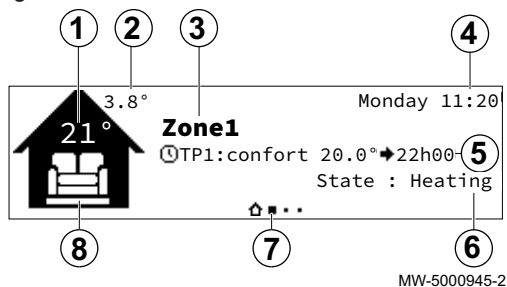 1 2 3 4
3.8° Monday 11:20
21° Zone1
TP1:confort 20.0°➔22h00 5
State : Heating
8 7 6
MW-5000945-2